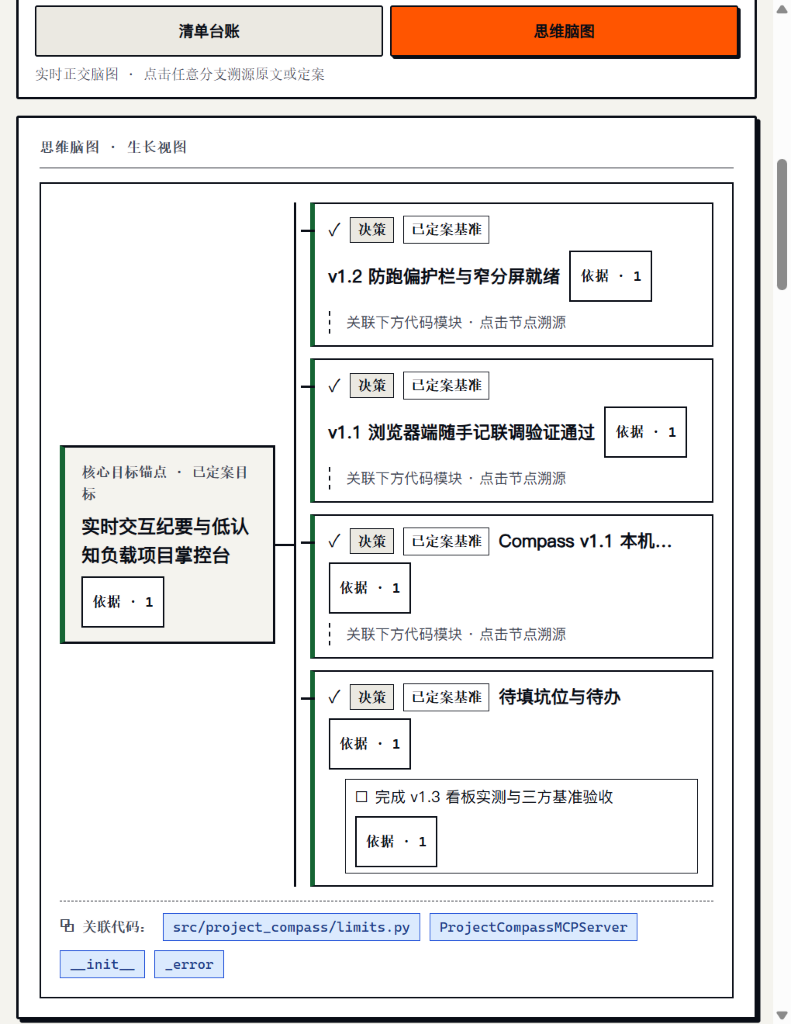 清单台账
思维脑图
实时正交脑图 · 点击任意分支溯源原文或定案
思维脑图 · 生长视图
核心目标锚点 · 已定案目
标
实时交互纪要与低认
知负载项目掌控台
依据 · 1
✓ 决策 已定案基准
v1.2 防跑偏护栏与窄分屏就绪 依据 · 1
关联下方代码模块 · 点击节点溯源
✓ 决策 已定案基准
v1.1 浏览器端随手记联调验证通过 依据 · 1
关联下方代码模块 · 点击节点溯源
✓ 决策 已定案基准 Compass v1.1 本机...
依据 · 1
关联下方代码模块 · 点击节点溯源
✓ 决策 已定案基准 待填坑位与待办
依据 · 1
☐ 完成 v1.3 看板实测与三方基准验收
依据 · 1
关联代码: src/project_compass/limits.py ProjectCompassMCPServer
__init__ _error